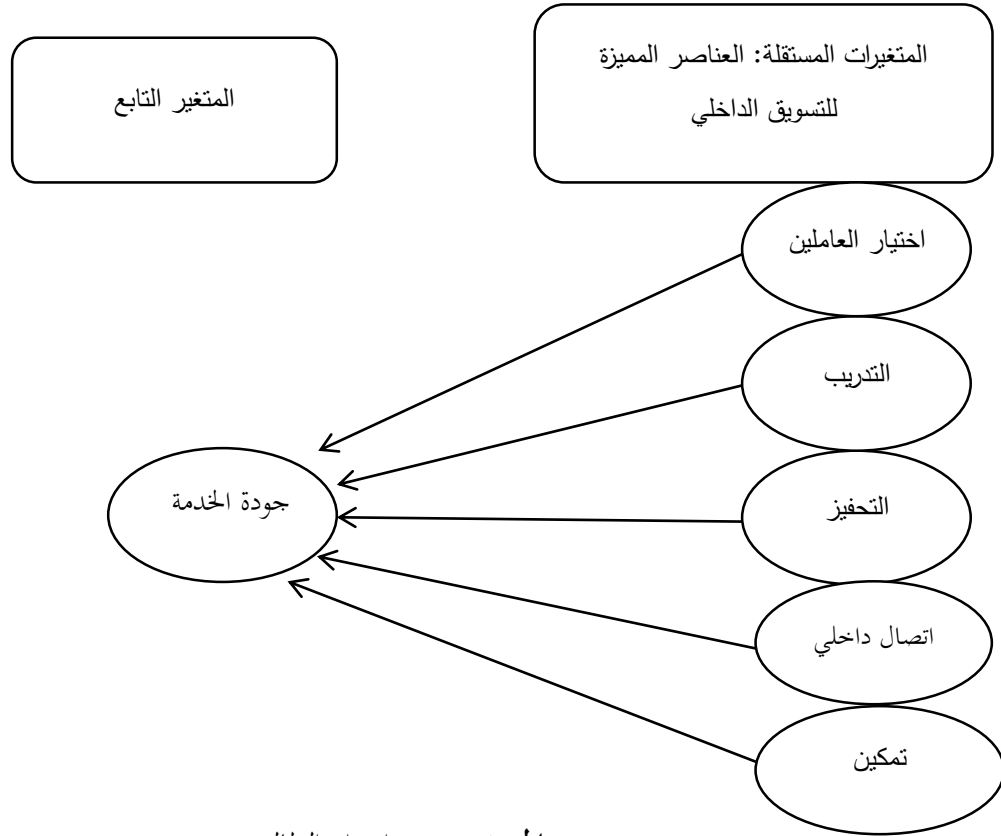 المتغيرات المستقلة: العناصر المميزة
للتسويق الداخلي
المتغير التابع
اختيار العاملين
التدريب
التحفيز
اتصال داخلي
تمكين
جودة الخدمة